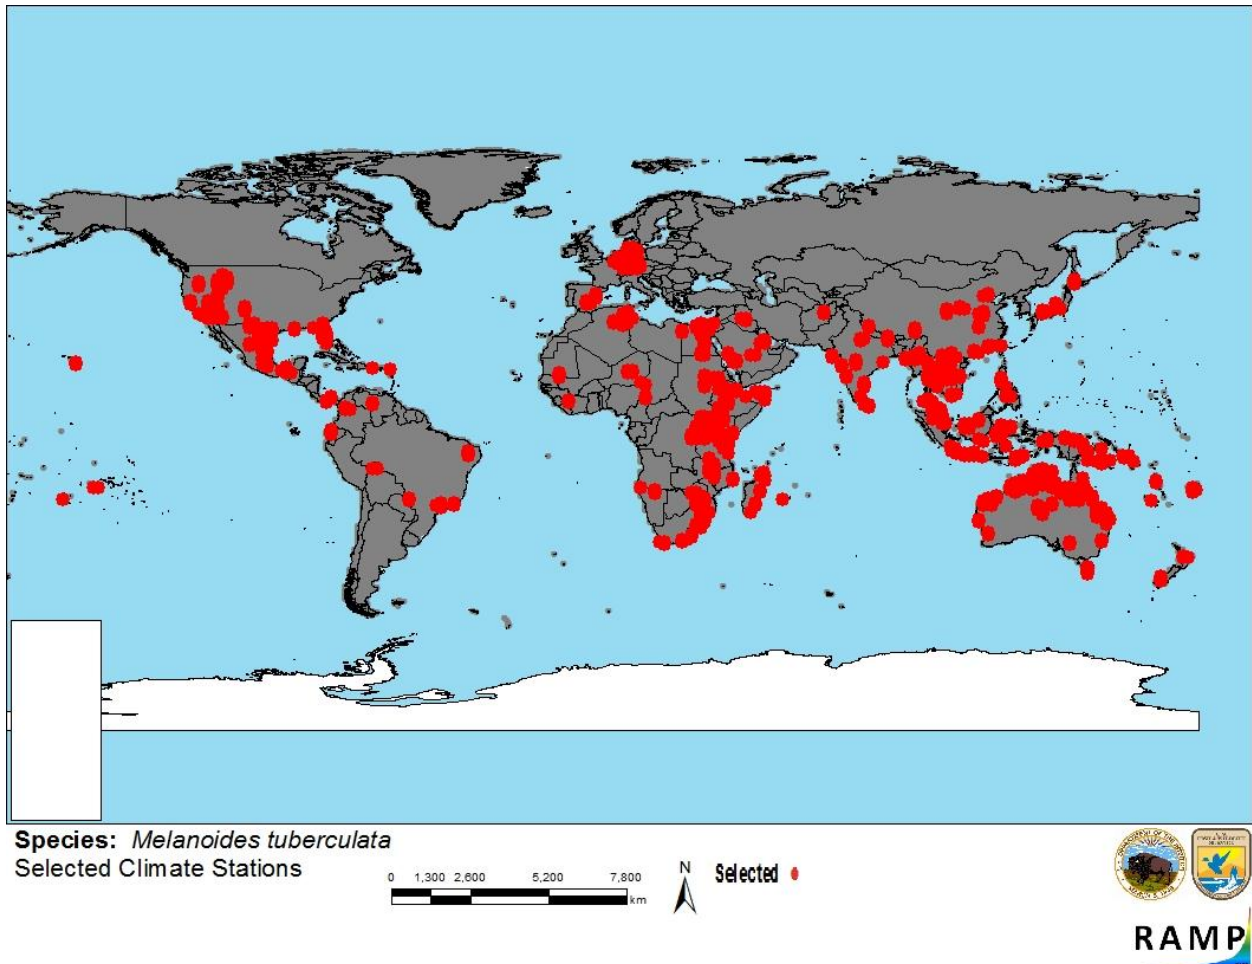 Species: Melanoides tuberculata
Selected Climate Stations
0 1,300 2,600 5,200 7,800
km
N
Selected
RAMP